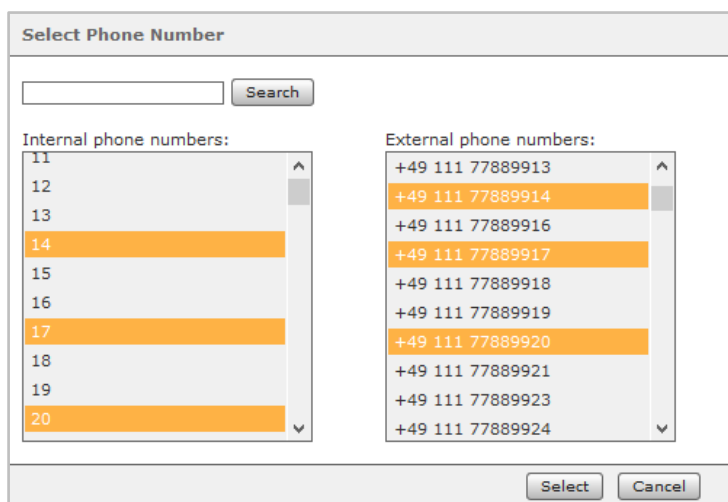 Select Phone Number
Search
Internal phone numbers:
11
12
13
14
15
16
17
18
19
20
External phone numbers:
+49 111 77889913
+49 111 77889914
+49 111 77889916
+49 111 77889917
+49 111 77889918
+49 111 77889919
+49 111 77889920
+49 111 77889921
+49 111 77889923
+49 111 77889924
Select Cancel